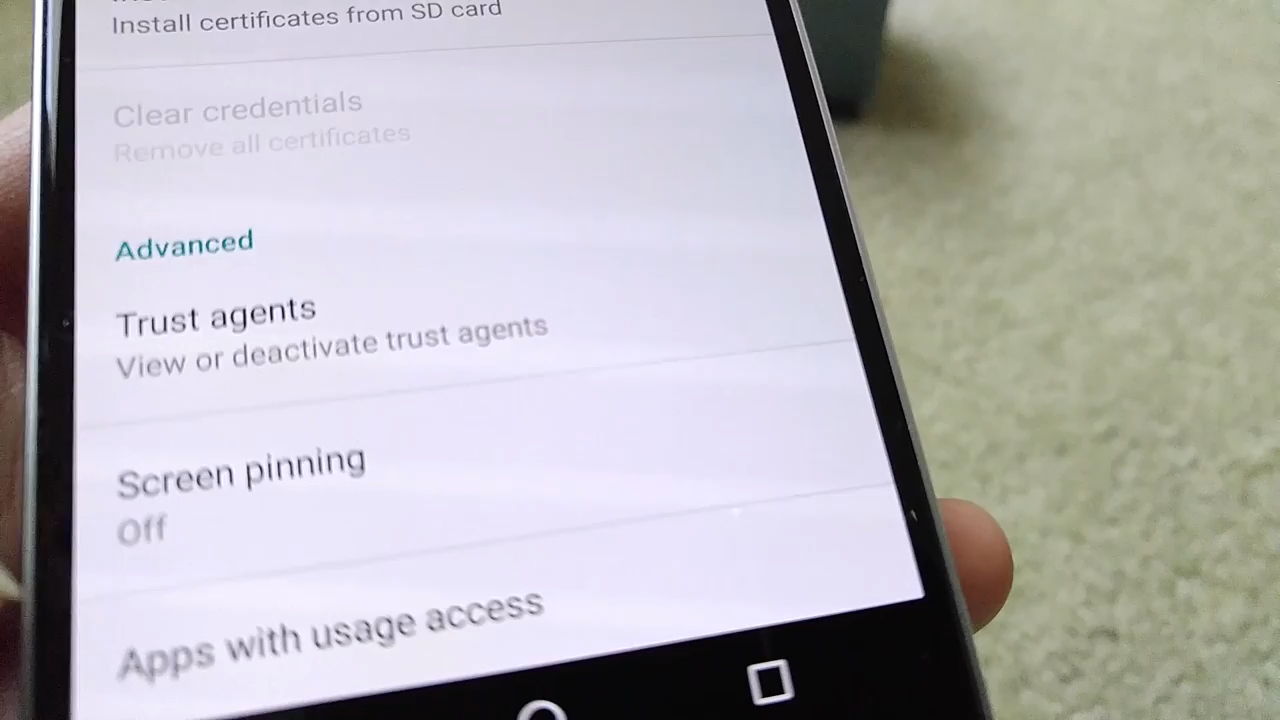 Install certificates from SD card
Clear credentials
Remove all certificates
Advanced
Trust agents
View or deactivate trust agents
Screen pinning
Off
Apps with usage access